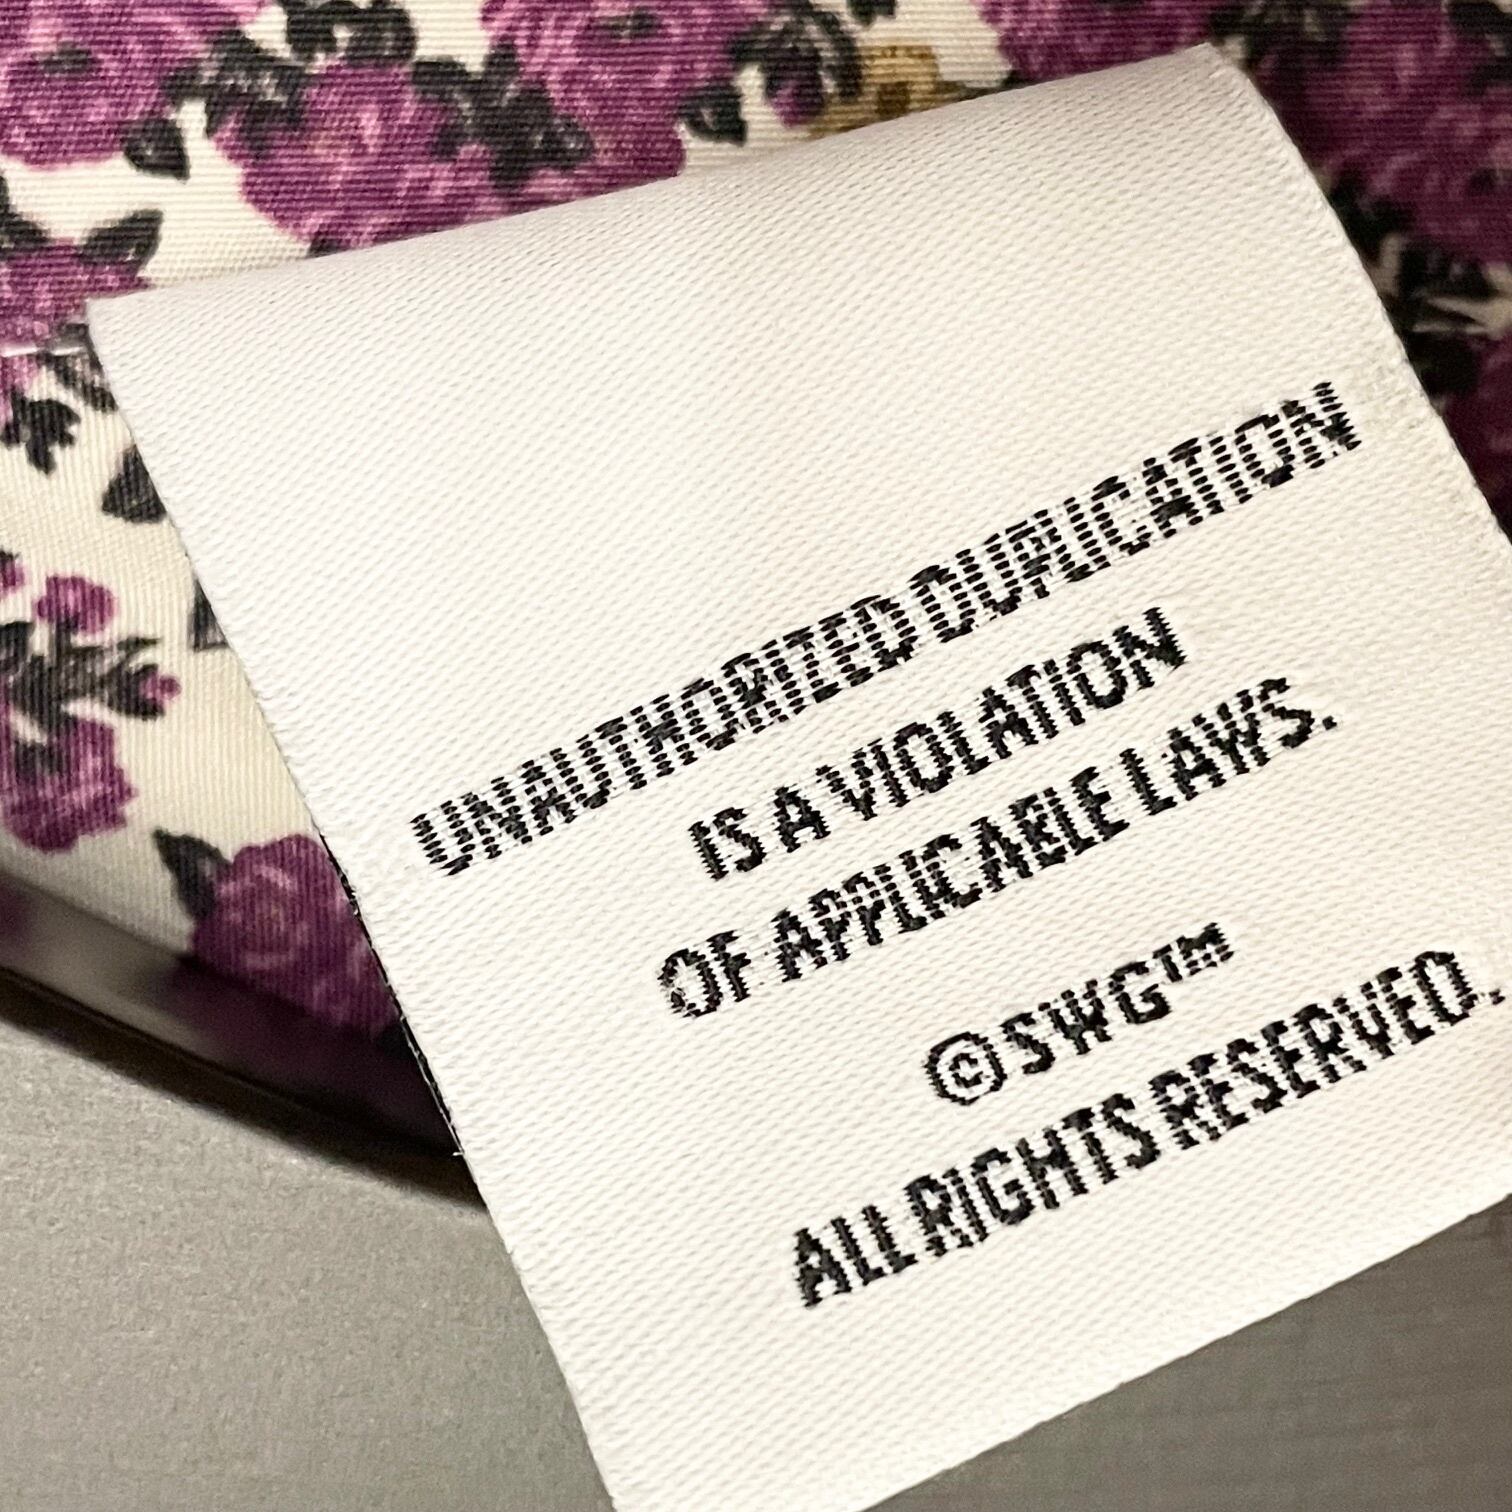 UNAUTHORIZED DUPLICATION
IS A VIOLATION
OF APPLICABLE LAWS.
©SWG™
ALL RIGHTS RESERVED.